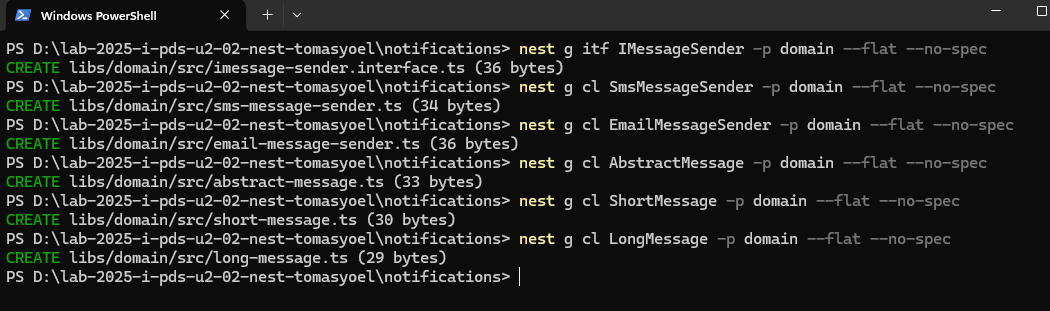 Windows PowerShell
PS D:\lab-2025-i-pds-u2-02-nest-tomasyoel\notifications> nest g itf IMessageSender -p domain --flat --no-spec
CREATE libs/domain/src/imessage-sender.interface.ts (36 bytes)
PS D:\lab-2025-i-pds-u2-02-nest-tomasyoel\notifications> nest g cl SmsMessageSender -p domain --flat --no-spec
CREATE libs/domain/src/sms-message-sender.ts (34 bytes)
PS D:\lab-2025-i-pds-u2-02-nest-tomasyoel\notifications> nest g cl EmailMessageSender -p domain --flat --no-spec
CREATE libs/domain/src/email-message-sender.ts (36 bytes)
PS D:\lab-2025-i-pds-u2-02-nest-tomasyoel\notifications> nest g cl AbstractMessage -p domain --flat --no-spec
CREATE libs/domain/src/abstract-message.ts (33 bytes)
PS D:\lab-2025-i-pds-u2-02-nest-tomasyoel\notifications> nest g cl ShortMessage -p domain --flat --no-spec
CREATE libs/domain/src/short-message.ts (30 bytes)
PS D:\lab-2025-i-pds-u2-02-nest-tomasyoel\notifications> nest g cl LongMessage -p domain --flat --no-spec
CREATE libs/domain/src/long-message.ts (29 bytes)
PS D:\lab-2025-i-pds-u2-02-nest-tomasyoel\notifications>